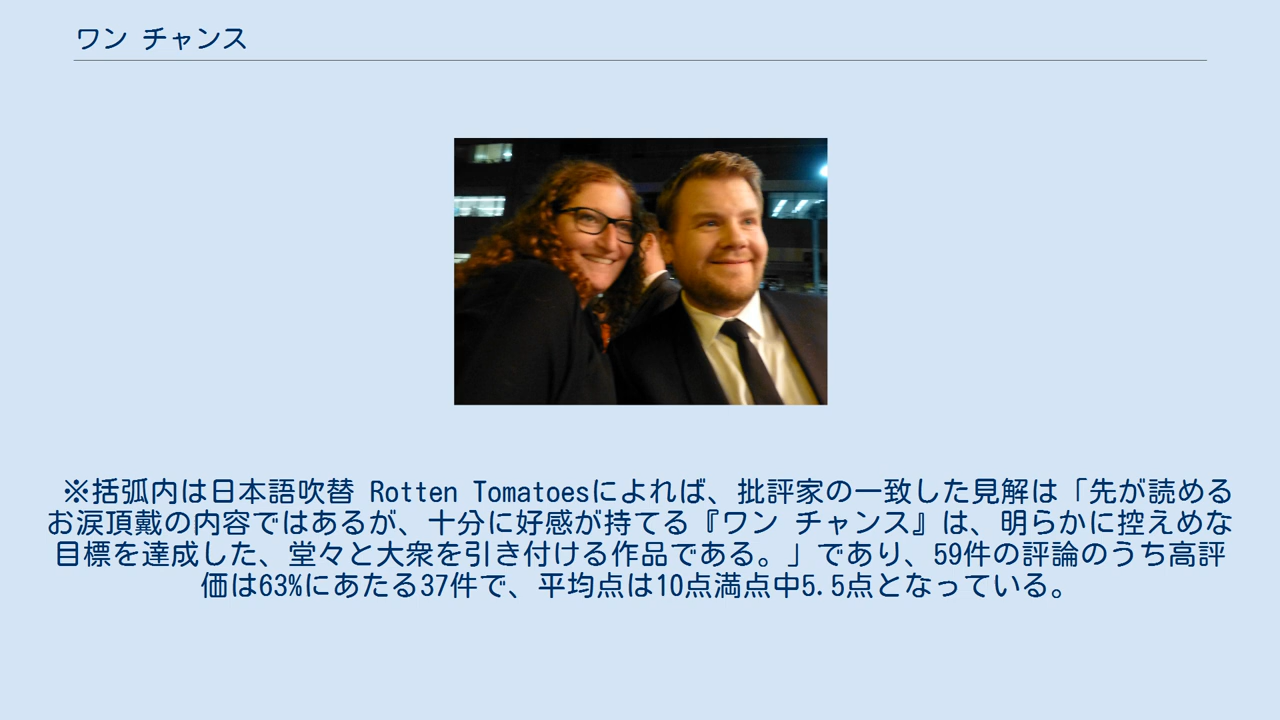 ワン チャンス
※括弧内は日本語吹替 Rotten Tomatoesによれば、批評家の一致した見解は「先が読める
お涙頂戴の内容ではあるが、十分に好感が持てる『ワン チャンス』は、明らかに控えめな
目標を達成した、堂々と大衆を引き付ける作品である。」であり、59件の評論のうち高評
価は63%にあたる37件で、平均点は10点満点中5.5点となっている。